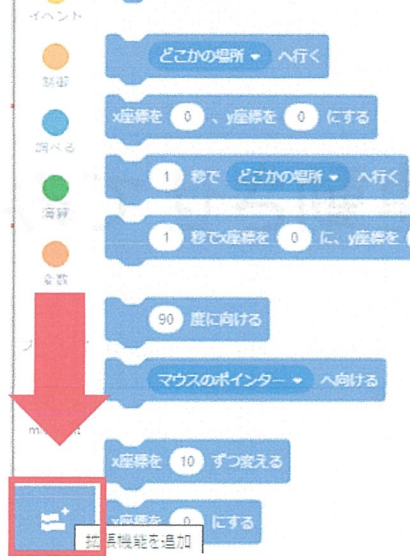 イベント
どこかの場所 へ行く
制御
x座標を 0 、y座標を 0 にする
調べる
1 秒で どこかの場所 へ行く
演算
1 秒でx座標を 0 に、y座標を
変数
90 度に向ける
マウスのポインター へ向ける
x座標を 10 ずつ変える
x座標を 0 にする
拡張機能を追加